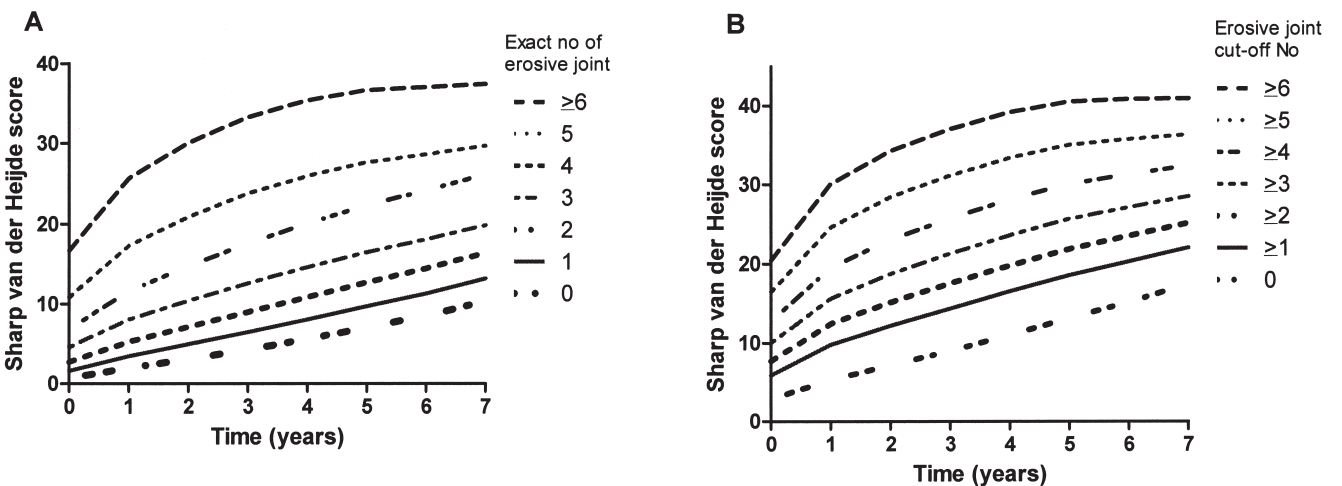 A
Exact no of
erosive joint
≥6
5
4
3
2
1
0
Sharp van der Heijde score
40
30
20
10
0
0 1 2 3 4 5 6 7
Time (years)
B
Erosive joint
cut-off No
≥6
≥5
≥4
≥3
≥2
≥1
0
Sharp van der Heijde score
40
30
20
10
0
0 1 2 3 4 5 6 7
Time (years)